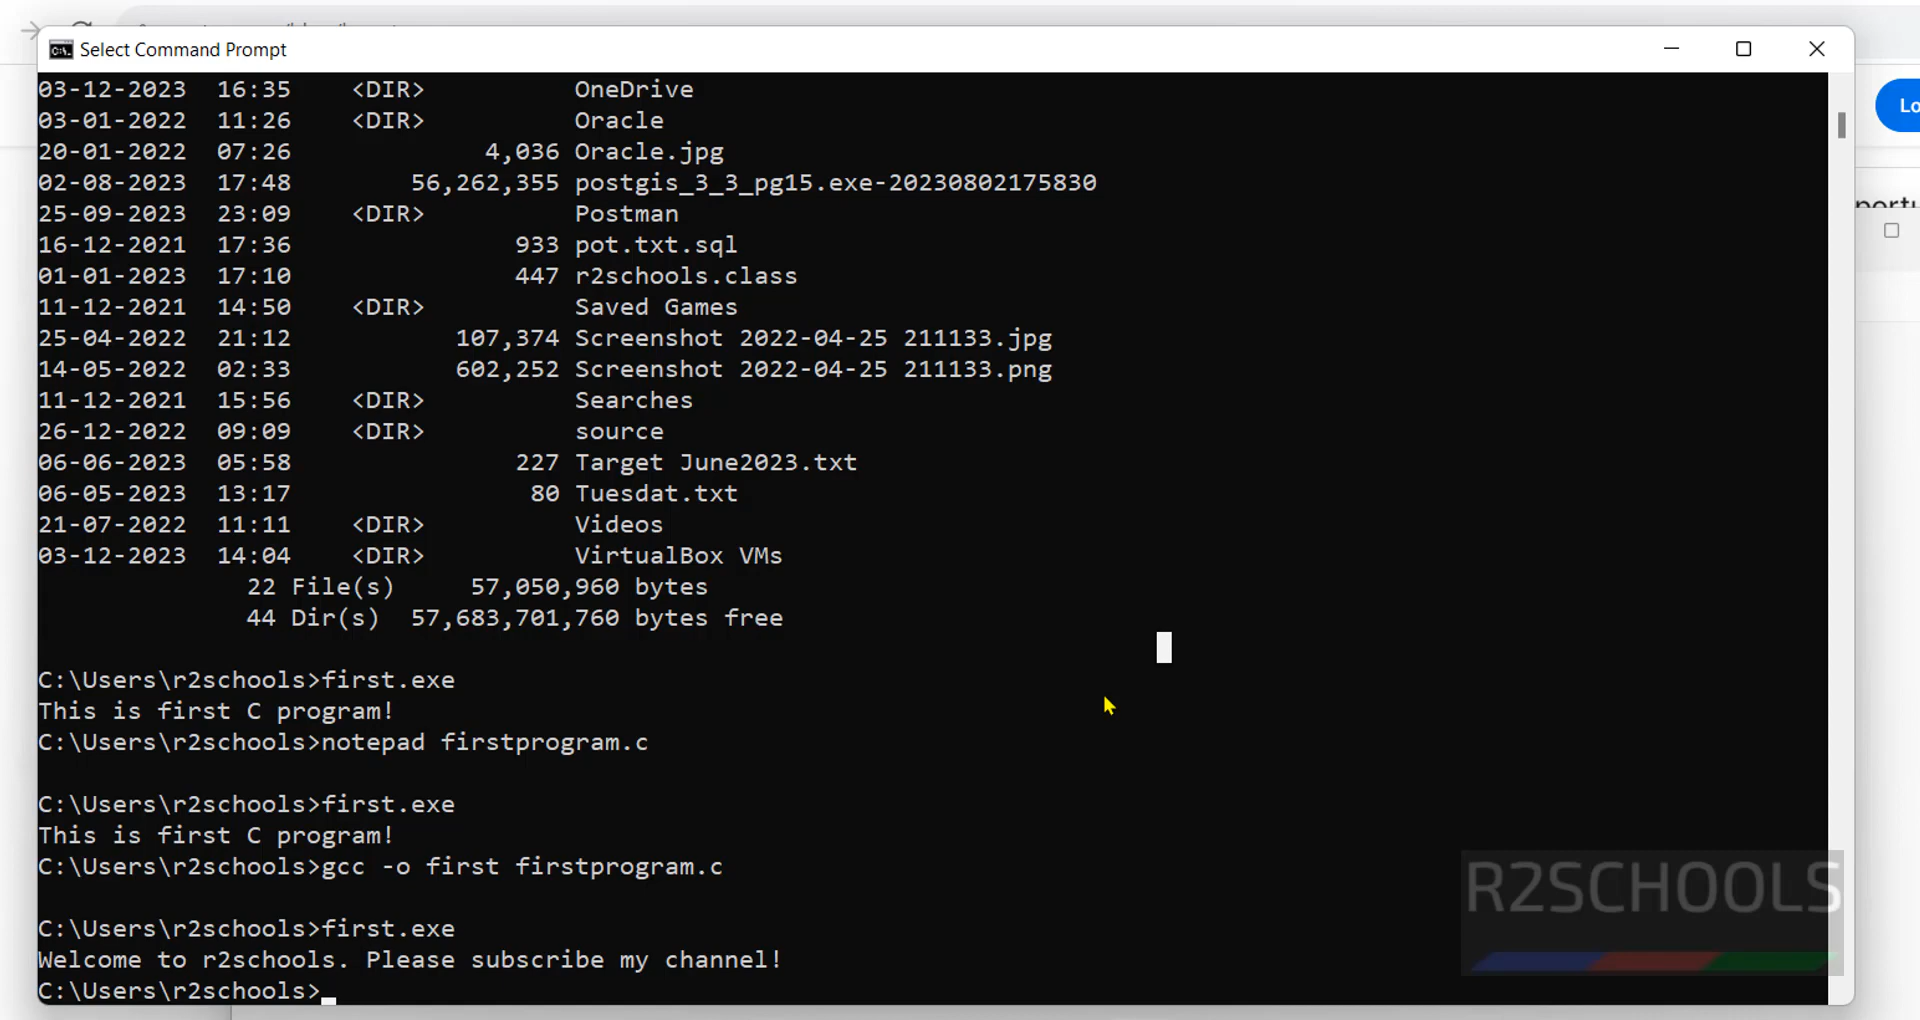 Select Command Prompt
Lo
03-12-2023  16:35    <DIR>          OneDrive
03-01-2022  11:26    <DIR>          Oracle
20-01-2022  07:26             4,036 Oracle.jpg
02-08-2023  17:48        56,262,355 postgis_3_3_pg15.exe-20230802175830
25-09-2023  23:09    <DIR>          Postman
16-12-2021  17:36               933 pot.txt.sql
01-01-2023  17:10               447 r2schools.class
11-12-2021  14:50    <DIR>          Saved Games
25-04-2022  21:12           107,374 Screenshot 2022-04-25 211133.jpg
14-05-2022  02:33           602,252 Screenshot 2022-04-25 211133.png
11-12-2021  15:56    <DIR>          Searches
26-12-2022  09:09    <DIR>          source
06-06-2023  05:58               227 Target June2023.txt
06-05-2023  13:17                80 Tuesdat.txt
21-07-2022  11:11    <DIR>          Videos
03-12-2023  14:04    <DIR>          VirtualBox VMs
22 File(s)     57,050,960 bytes
44 Dir(s)  57,683,701,760 bytes free
C:\Users\r2schools>first.exe
This is first C program!
C:\Users\r2schools>notepad firstprogram.c
C:\Users\r2schools>first.exe
This is first C program!
C:\Users\r2schools>gcc -o first firstprogram.c
C:\Users\r2schools>first.exe
Welcome to r2schools. Please subscribe my channel!
C:\Users\r2schools>
R2SCHOOLS